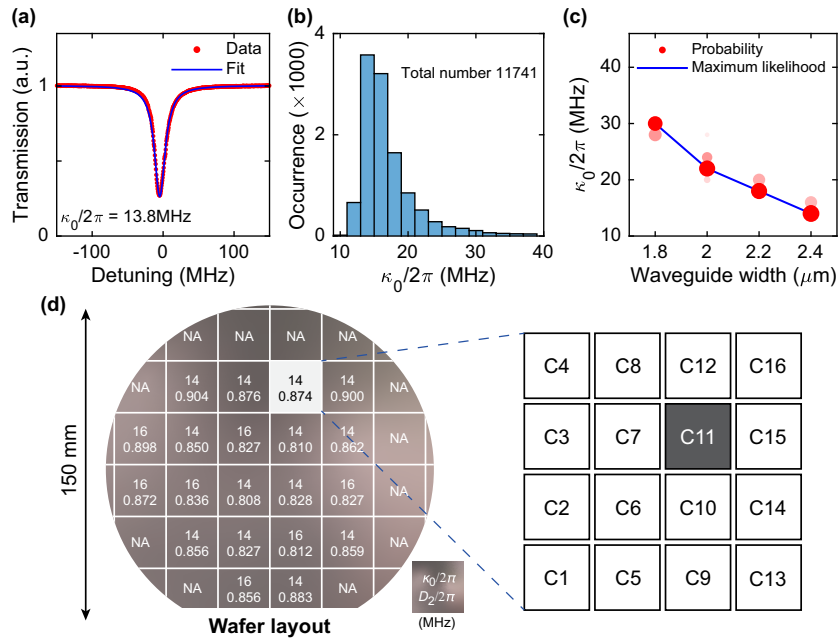 (a)
Data
Fit
Transmission (a.u.)
1
0
κ0/2π = 13.8MHz
-100
0
100
Detuning (MHz)
(b)
Total number 11741
Occurrence (×1000)
4
2
0
10
20
30
40
κ0/2π (MHz)
(c)
Probability
Maximum likelihood
κ0/2π (MHz)
40
30
20
10
1.8
2
2.2
2.4
Waveguide width (μm)
(d)
150 mm
NA NA NA NA
NA 14 14 14 14 NA
0.904 0.876 0.874 0.900
16 14 16 14 14 NA
0.898 0.850 0.827 0.810 0.862
16 16 14 14 16 NA
0.872 0.836 0.808 0.828 0.827
NA 14 14 16 14 NA
0.856 0.827 0.812 0.859
NA 16 14 NA
0.856 0.883
κ0/2π
D2/2π
(MHz)
Wafer layout
C4 C8 C12 C16
C3 C7 C11 C15
C2 C6 C10 C14
C1 C5 C9 C13